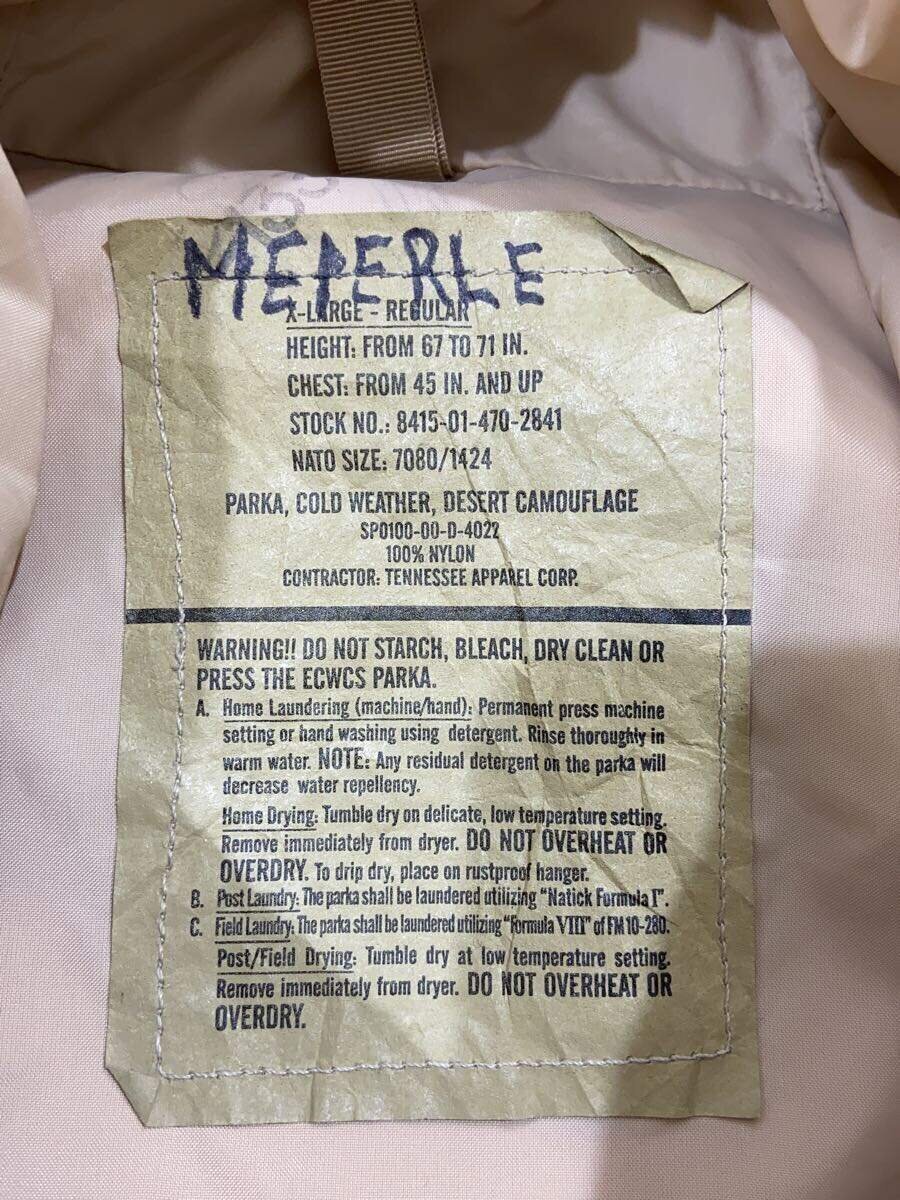 MEPERLE
X-LARGE - REGULAR
HEIGHT: FROM 67 TO 71 IN.
CHEST: FROM 45 IN. AND UP
STOCK NO.: 8415-01-470-2841
NATO SIZE: 7080/1424
PARKA, COLD WEATHER, DESERT CAMOUFLAGE
SPO100-00-D-4022
100% NYLON
CONTRACTOR: TENNESSEE APPAREL CORP.
WARNING!! DO NOT STARCH, BLEACH, DRY CLEAN OR
PRESS THE ECWCS PARKA.
A. Home Laundering (machine/hand): Permanent press machine
setting or hand washing using detergent. Rinse thoroughly in
warm water. NOTE: Any residual detergent on the parka will
decrease water repellency.
Home Drying: Tumble dry on delicate, low temperature setting.
Remove immediately from dryer. DO NOT OVERHEAT OR
OVERDRY. To drip dry, place on rustproof hanger.
B. Post Laundry: The parka shall be laundered utilizing "Natick Formula I".
C. Field Laundry: The parka shall be laundered utilizing "Formula VIII" of FM 10-280.
Post/Field Drying: Tumble dry at low temperature setting.
Remove immediately from dryer. DO NOT OVERHEAT OR
OVERDRY.